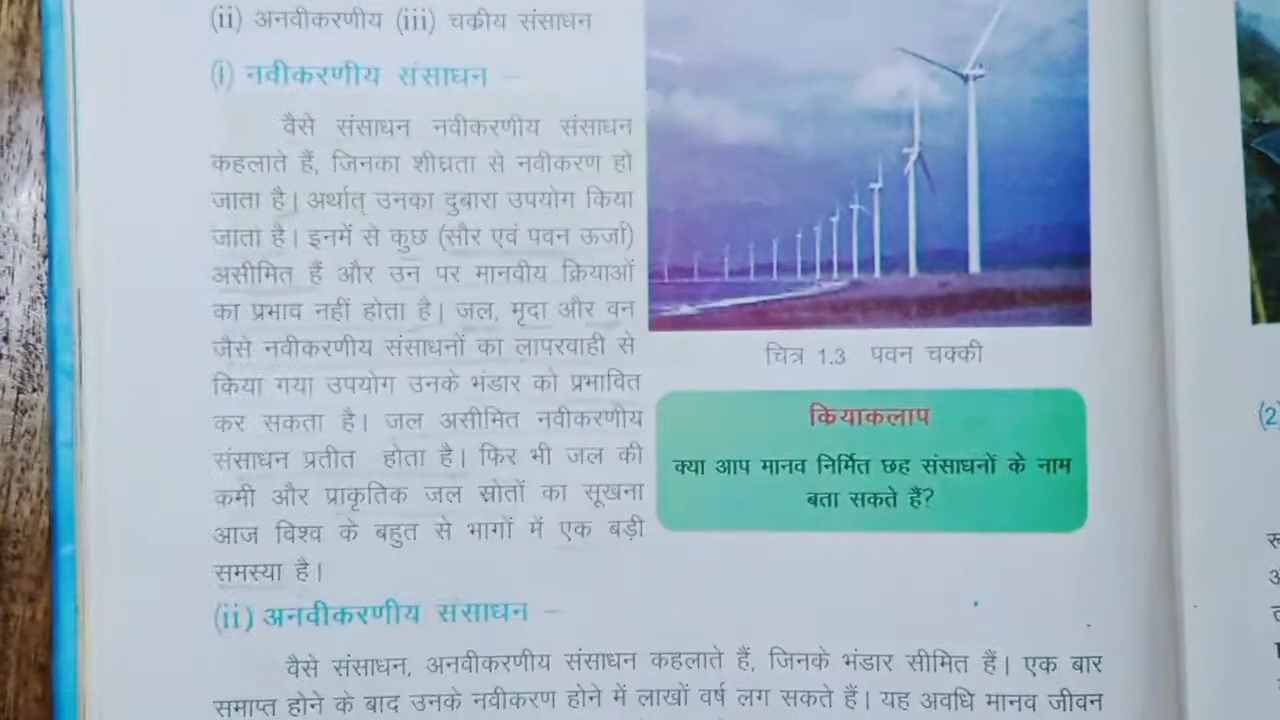 (ii) अनवीकरणीय (iii) चक्रीय संसाधन
(i) नवीकरणीय संसाधन –
वैसे संसाधन नवीकरणीय संसाधन
कहलाते हैं, जिनका शीघ्रता से नवीकरण हो
जाता है। अर्थात् उनका दुबारा उपयोग किया
जाता है। इनमें से कुछ (सौर एवं पवन ऊर्जा)
असीमित हैं और उन पर मानवीय क्रियाओं
का प्रभाव नहीं होता है। जल, मृदा और वन
जैसे नवीकरणीय संसाधनों का लापरवाही से
किया गया उपयोग उनके भंडार को प्रभावित
कर सकता है। जल असीमित नवीकरणीय
संसाधन प्रतीत होता है। फिर भी जल की
कमी और प्राकृतिक जल स्रोतों का सूखना
आज विश्व के बहुत से भागों में एक बड़ी
समस्या है।
चित्र 1.3 पवन चक्की
कियाकलाप
क्या आप मानव निर्मित छह संसाधनों के नाम
बता सकते हैं?
(ii) अनवीकरणीय संसाधन –
वैसे संसाधन, अनवीकरणीय संसाधन कहलाते हैं, जिनके भंडार सीमित हैं। एक बार
समाप्त होने के बाद उनके नवीकरण होने में लाखों वर्ष लग सकते हैं। यह अवधि मानव जीवन
(2